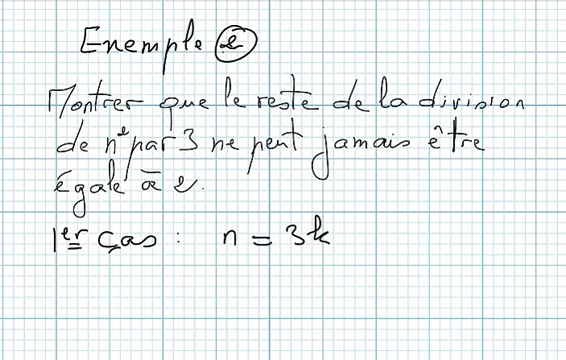 Exemple ②
Montrer que le reste de la division
de n² par 3 ne peut jamais être
égale à 2.
1er cas : n = 3k